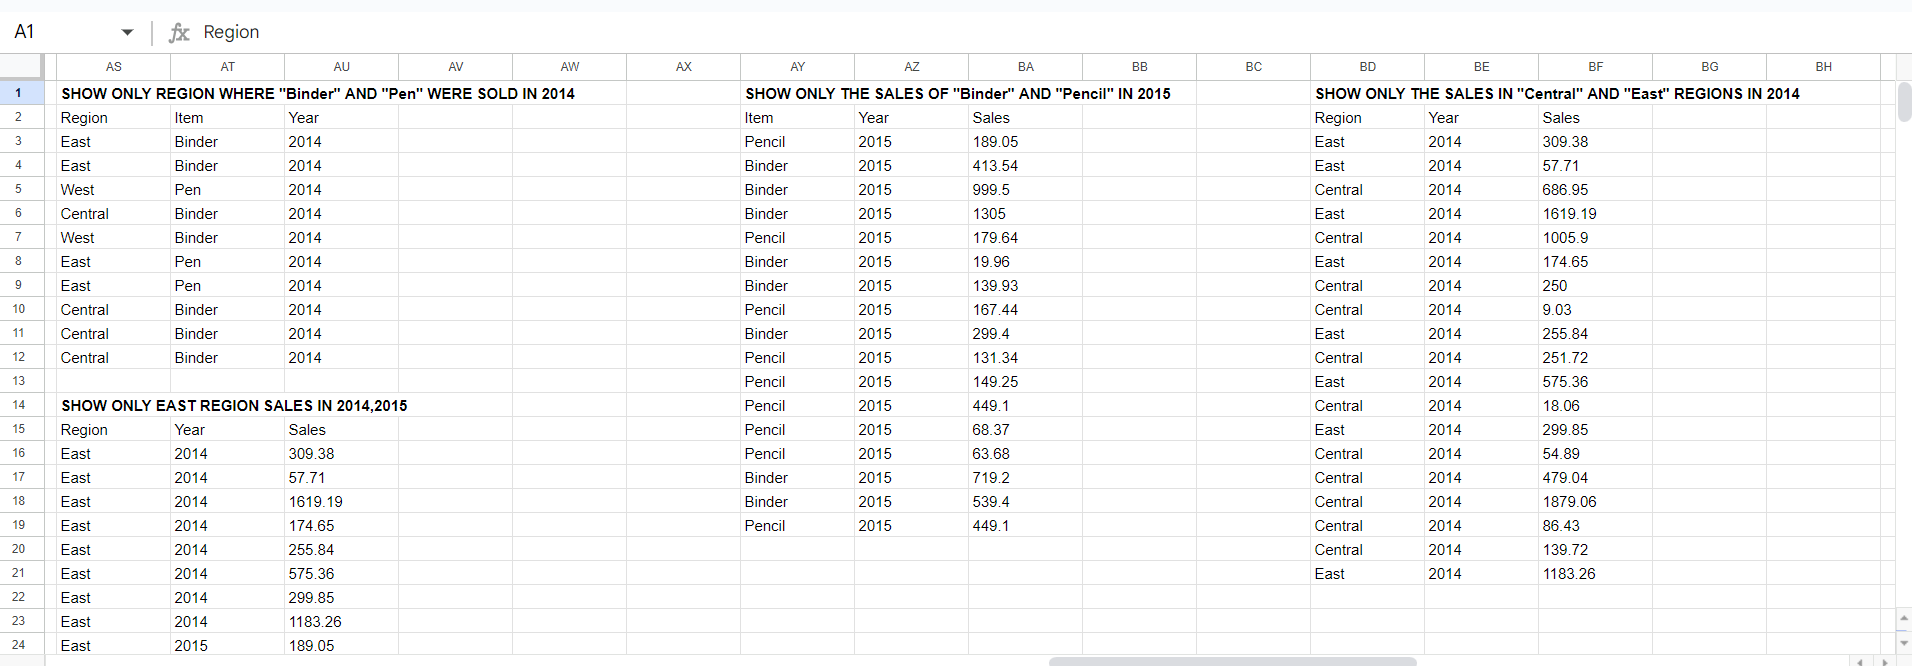 A1 fx Region
AS AT AU AV AW AX AY AZ BA BB BC BD BE BF BG BH
1 SHOW ONLY REGION WHERE "Binder" AND "Pen" WERE SOLD IN 2014 SHOW ONLY THE SALES OF "Binder" AND "Pencil" IN 2015 SHOW ONLY THE SALES IN "Central" AND "East" REGIONS IN 2014
2 Region Item Year Item Year Sales Region Year Sales
3 East Binder 2014 Pencil 2015 189.05 East 2014 309.38
4 East Binder 2014 Binder 2015 413.54 East 2014 57.71
5 West Pen 2014 Binder 2015 999.5 Central 2014 686.95
6 Central Binder 2014 Binder 2015 1305 East 2014 1619.19
7 West Binder 2014 Pencil 2015 179.64 Central 2014 1005.9
8 East Pen 2014 Binder 2015 19.96 East 2014 174.65
9 East Pen 2014 Binder 2015 139.93 Central 2014 250
10 Central Binder 2014 Pencil 2015 167.44 Central 2014 9.03
11 Central Binder 2014 Binder 2015 299.4 East 2014 255.84
12 Central Binder 2014 Pencil 2015 131.34 Central 2014 251.72
13 Pencil 2015 149.25 East 2014 575.36
14 SHOW ONLY EAST REGION SALES IN 2014,2015 Pencil 2015 449.1 Central 2014 18.06
15 Region Year Sales Pencil 2015 68.37 East 2014 299.85
16 East 2014 309.38 Pencil 2015 63.68 Central 2014 54.89
17 East 2014 57.71 Binder 2015 719.2 Central 2014 479.04
18 East 2014 1619.19 Binder 2015 539.4 Central 2014 1879.06
19 East 2014 174.65 Pencil 2015 449.1 Central 2014 86.43
20 East 2014 255.84 Central 2014 139.72
21 East 2014 575.36 East 2014 1183.26
22 East 2014 299.85
23 East 2014 1183.26
24 East 2015 189.05